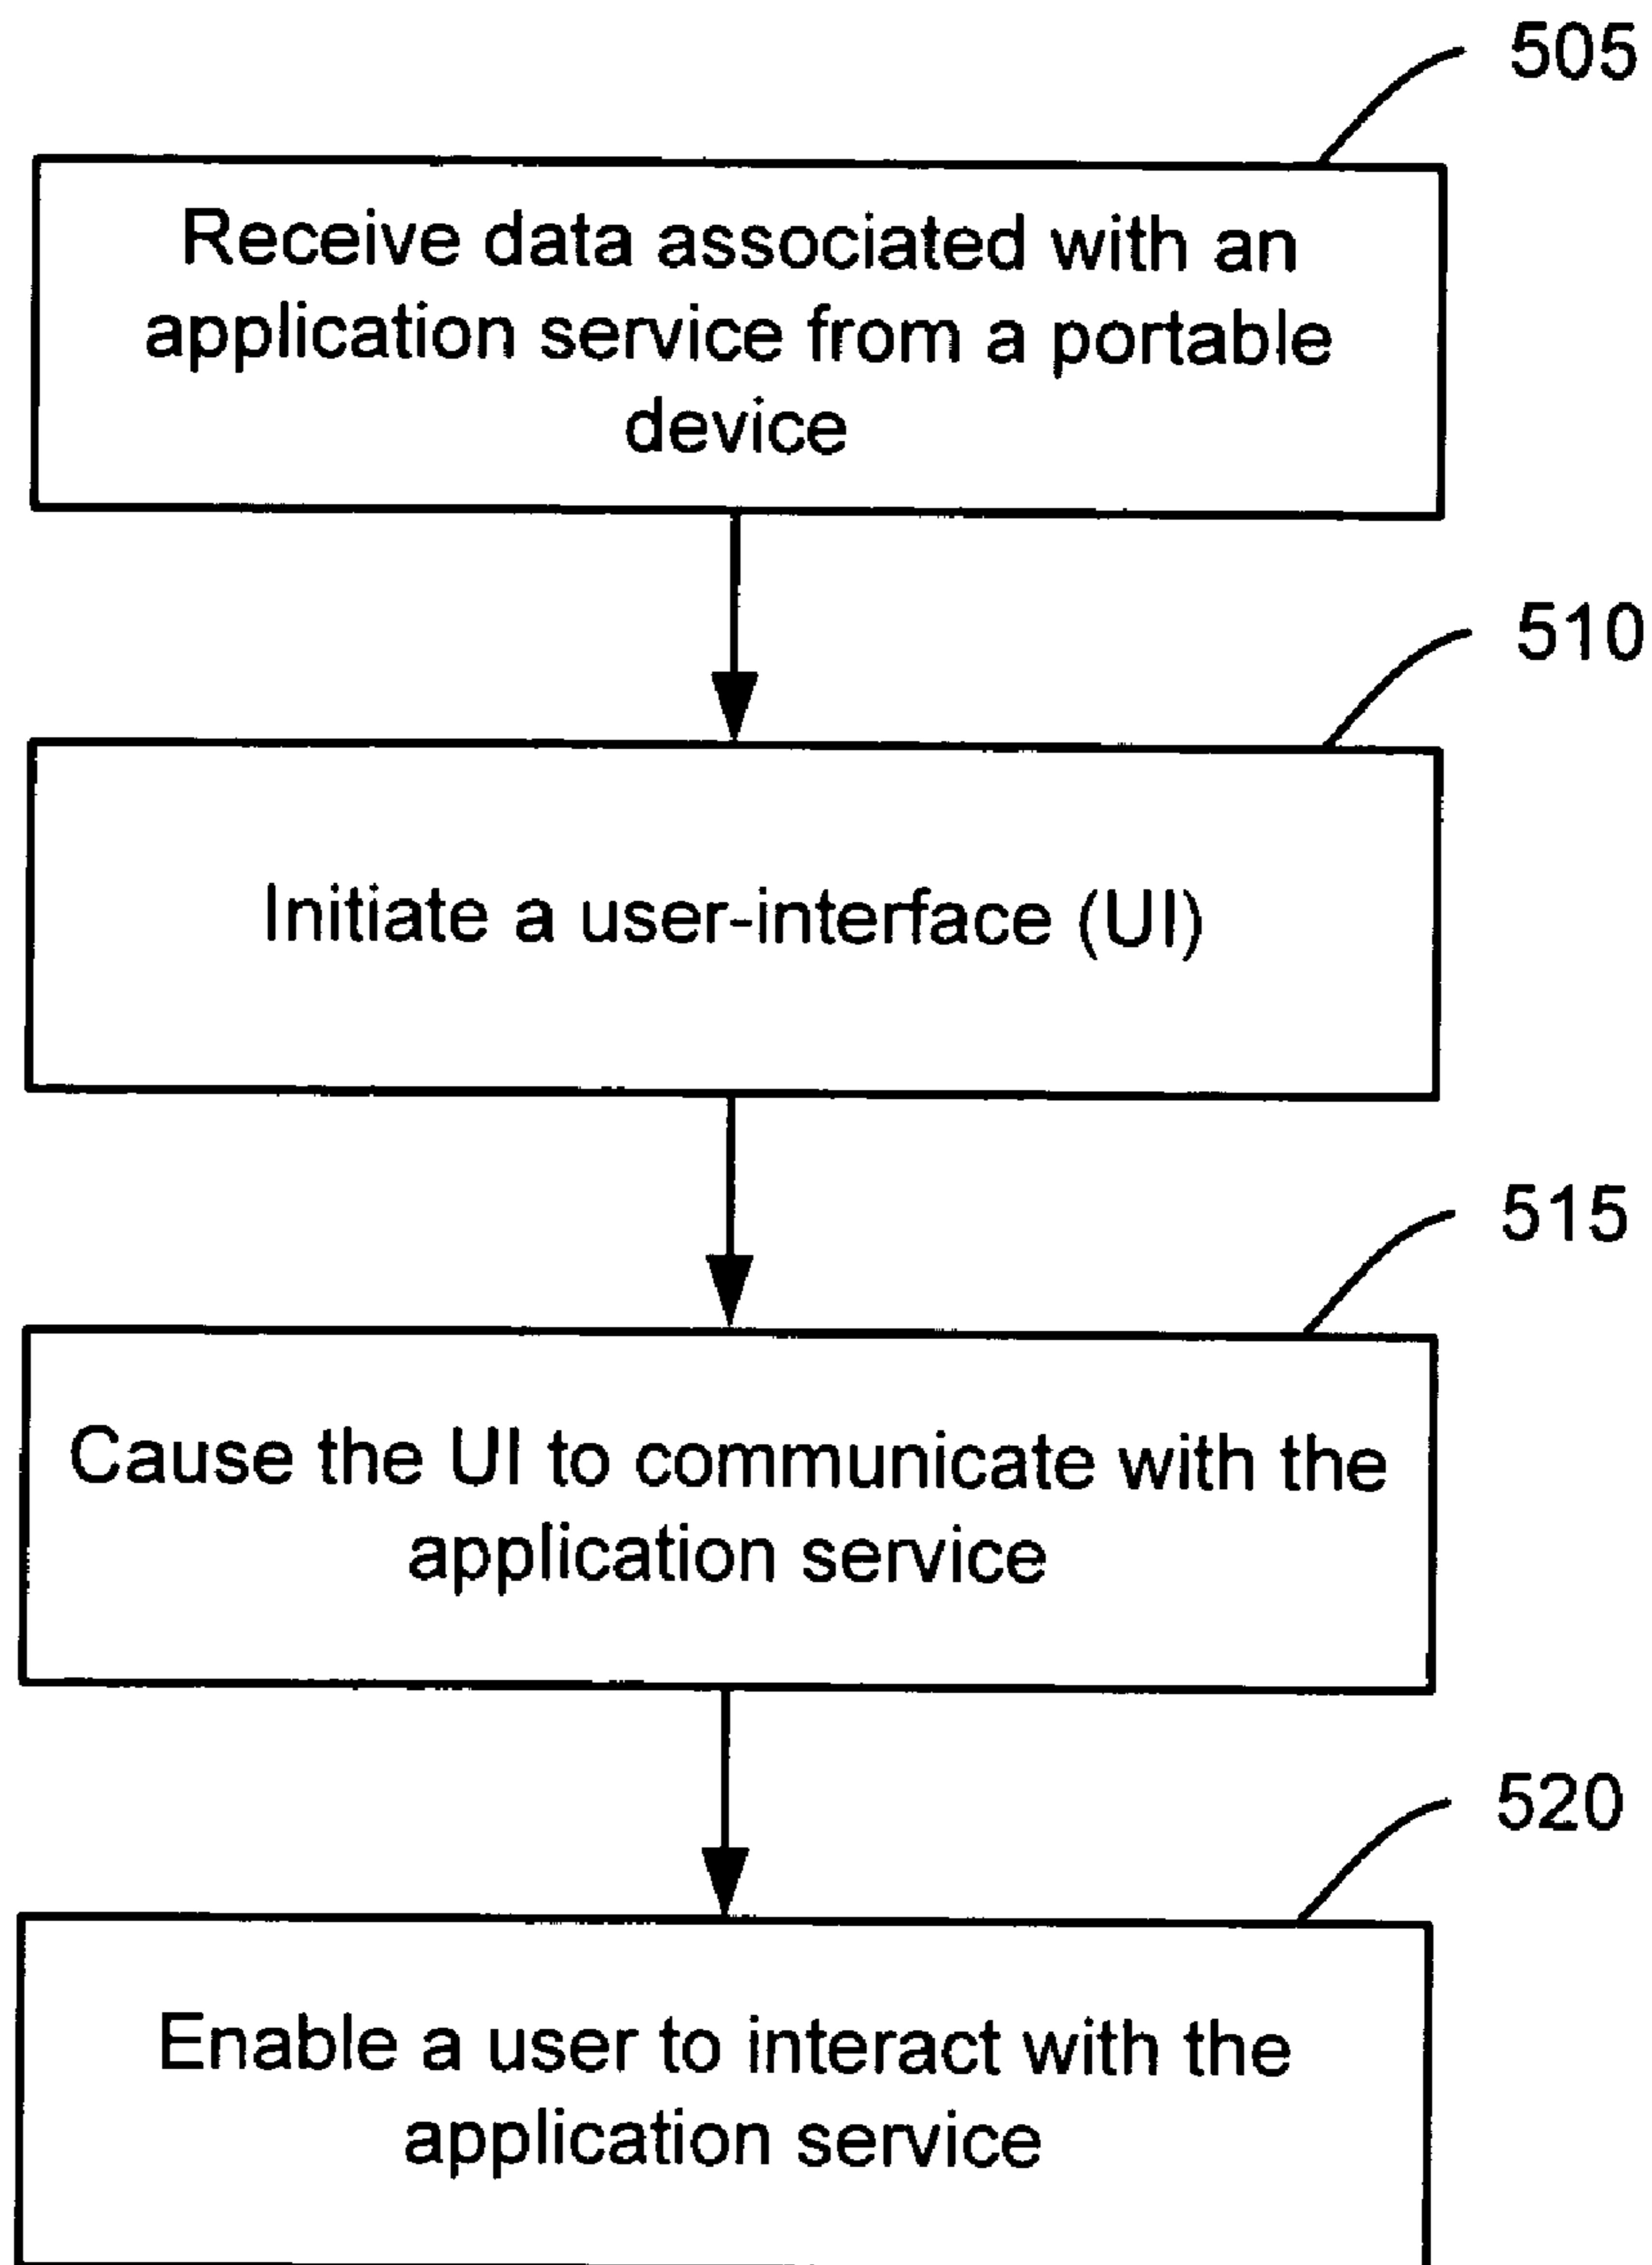 505
Receive data associated with an
application service from a portable
device
510
Initiate a user-interface (UI)
515
Cause the UI to communicate with the
application service
520
Enable a user to interact with the
application service